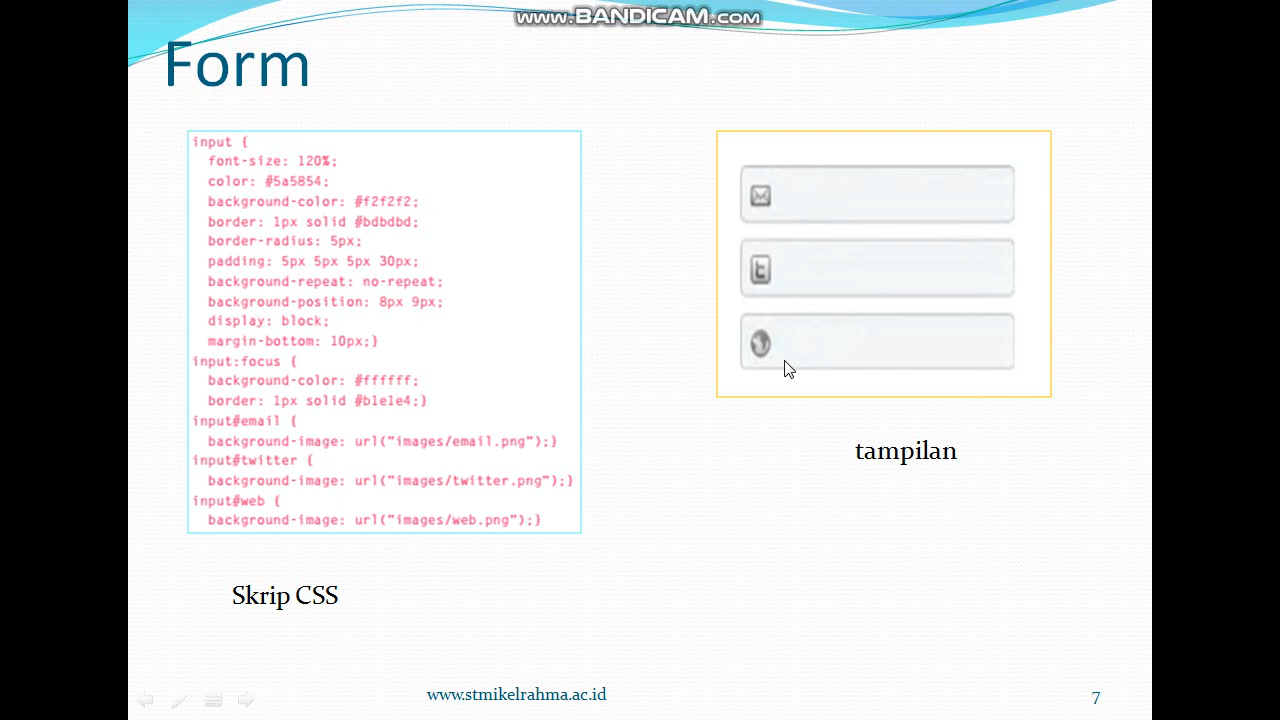 www.BANDICAM.com
Form
input {
font-size: 120%;
color: #5a5854;
background-color: #f2f2f2;
border: 1px solid #bdbdbd;
border-radius: 5px;
padding: 5px 5px 5px 30px;
background-repeat: no-repeat;
background-position: 8px 9px;
display: block;
margin-bottom: 10px;}
input:focus {
background-color: #ffffff;
border: 1px solid #b1e1e4;}
input#email {
background-image: url("images/email.png");}
input#twitter {
background-image: url("images/twitter.png");}
input#web {
background-image: url("images/web.png");}
t
tampilan
Skrip CSS
www.stmikelrahma.ac.id
7